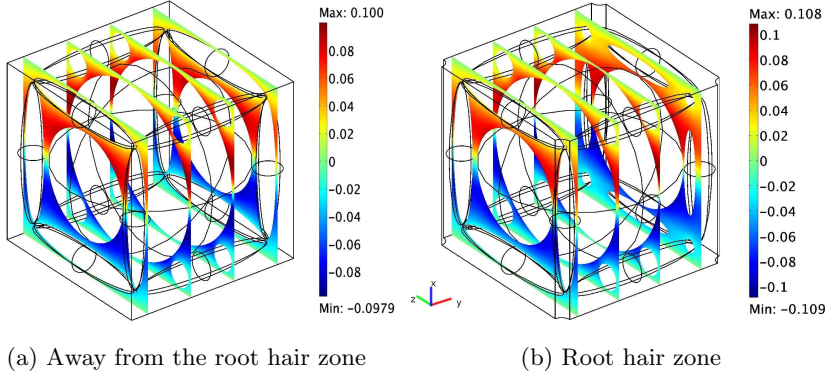 Max: 0.100
0.08
0.06
0.04
0.02
0
−0.02
−0.04
−0.06
−0.08
Min: −0.0979
Max: 0.108
0.1
0.08
0.06
0.04
0.02
0
−0.02
−0.04
−0.06
−0.08
−0.1
Min: −0.109
x
z y
(a) Away from the root hair zone
(b) Root hair zone